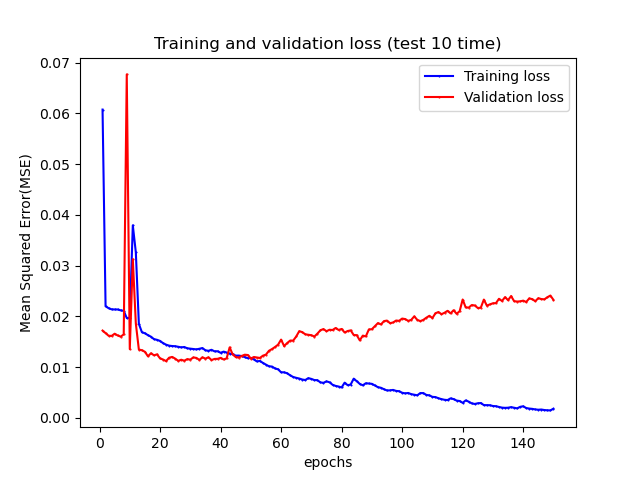 Training and validation loss (test 10 time)
Training loss
Validation loss
Mean Squared Error(MSE)
0.07
0.06
0.05
0.04
0.03
0.02
0.01
0.00
0 20 40 60 80 100 120 140
epochs